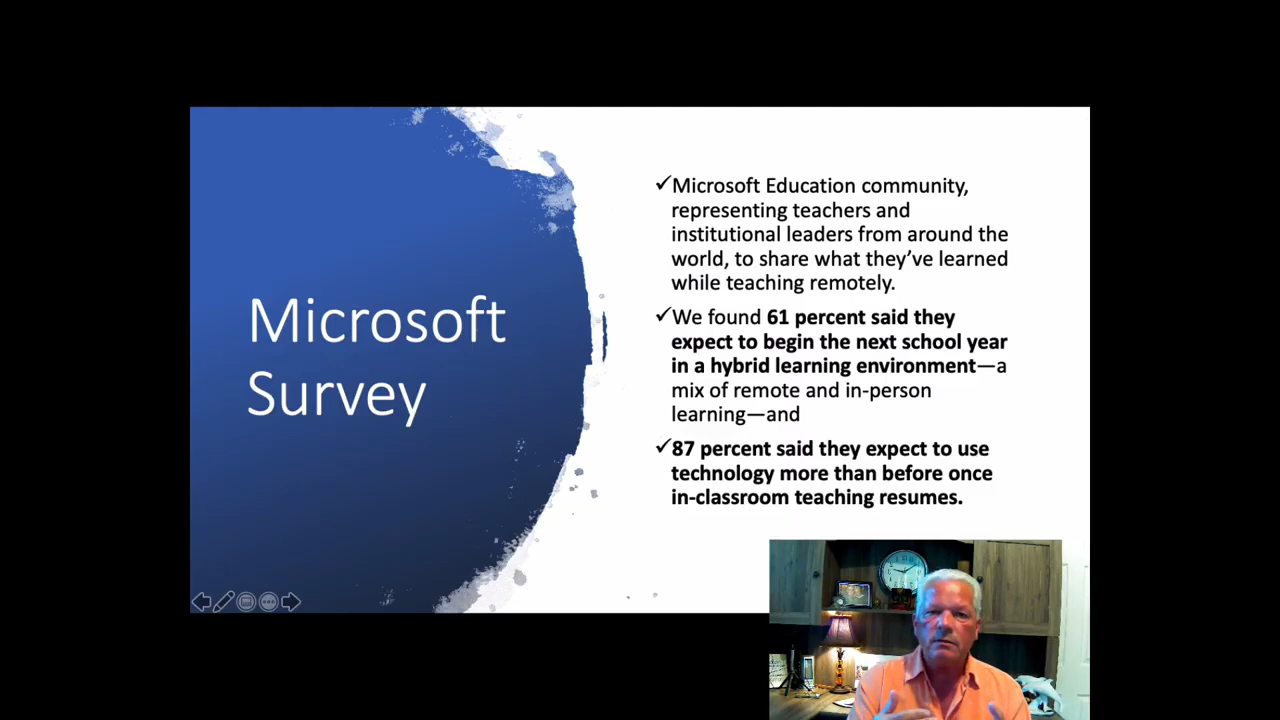 Microsoft
Survey
✓Microsoft Education community,
representing teachers and
institutional leaders from around the
world, to share what they’ve learned
while teaching remotely.
✓We found 61 percent said they
expect to begin the next school year
in a hybrid learning environment—a
mix of remote and in-person
learning—and
✓87 percent said they expect to use
technology more than before once
in-classroom teaching resumes.